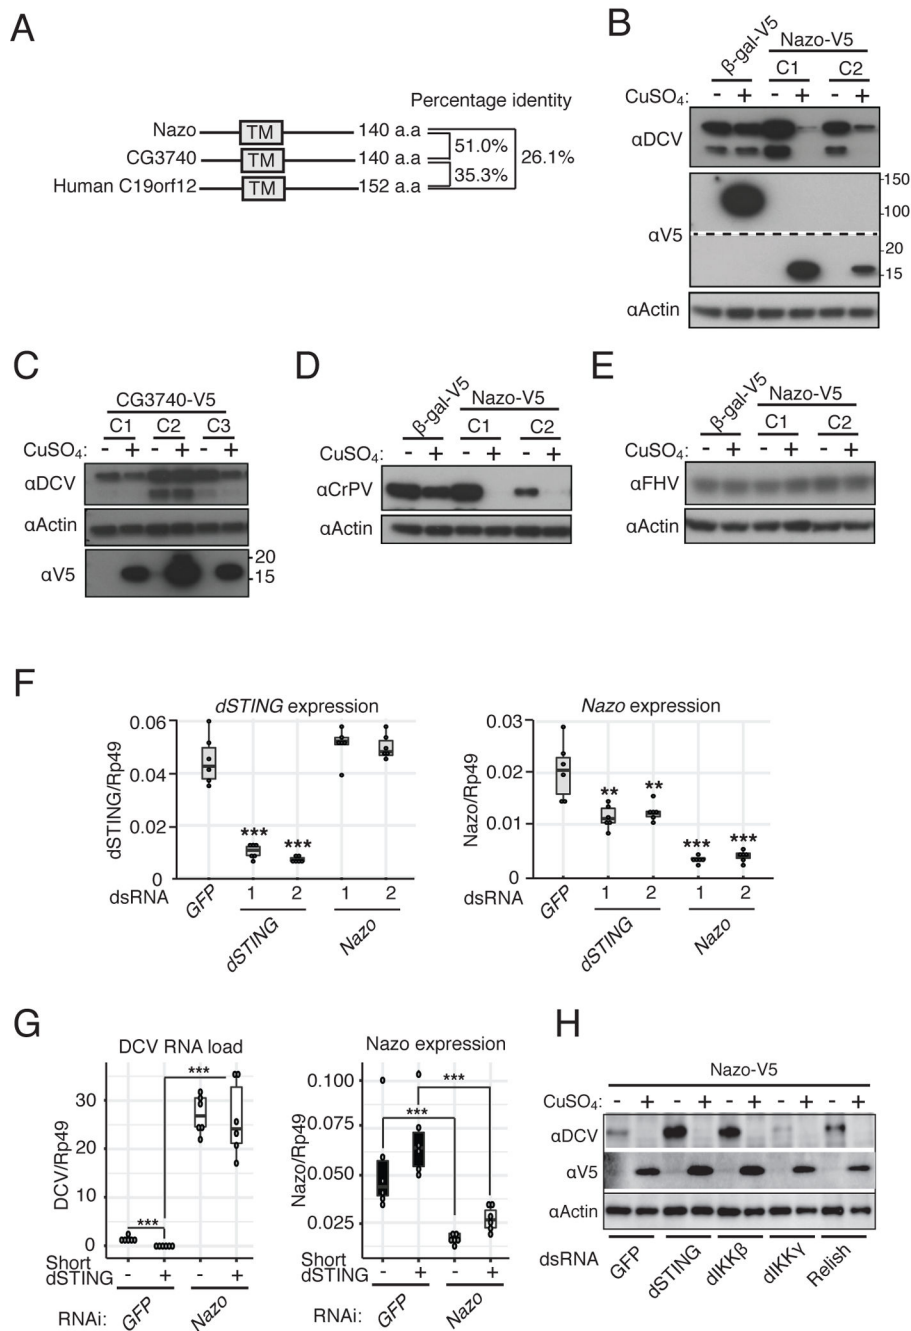 A
Percentage identity
Nazo TM 140 a.a
51.0%
CG3740 TM 140 a.a 26.1%
35.3%
Human C19orf12 TM 152 a.a
B
β-gal-V5 Nazo-V5
C1 C2
CuSO4: - + - + - +
αDCV
150
100
αV5
20
15
αActin
C
CG3740-V5
C1 C2 C3
CuSO4: - + - + - +
αDCV
αActin
αV5
20
15
D
β-gal-V5 Nazo-V5
C1 C2
CuSO4: - + - + - +
αCrPV
αActin
E
β-gal-V5 Nazo-V5
C1 C2
CuSO4: - + - + - +
αFHV
αActin
F
dSTING expression
dSTING/Rp49
0.06
0.04
0.02
0
*** ***
dsRNA 1 2 1 2
GFP dSTING Nazo
Nazo expression
Nazo/Rp49
0.03
0.02
0.01
0
** ** *** ***
1 2 1 2
GFP dSTING Nazo
G
DCV RNA load
DCV/Rp49
30
20
10
0
***
***
Short
dSTING - + - +
RNAi: GFP Nazo
Nazo expression
Nazo/Rp49
0.100
0.075
0.050
0.025
***
***
Short
dSTING - + - +
RNAi: GFP Nazo
H
Nazo-V5
CuSO4: - + - + - + - + - +
αDCV
αV5
αActin
dsRNA GFP dSTING dIKKβ dIKKγ Relish